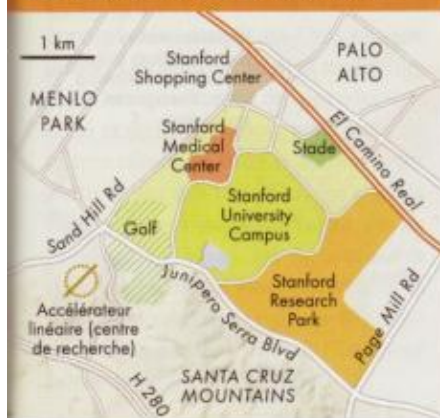 1 km
Stanford
Shopping Center
PALO
ALTO
MENLO
PARK
El Camino Real
Stanford
Medical
Center
Stade
Sand Hill Rd
Golf
Stanford
University
Campus
Junipero Serra Blvd
Stanford
Research
Park
Page Mill Rd
Accélérateur
linéaire (centre
de recherche)
H 280
SANTA CRUZ
MOUNTAINS